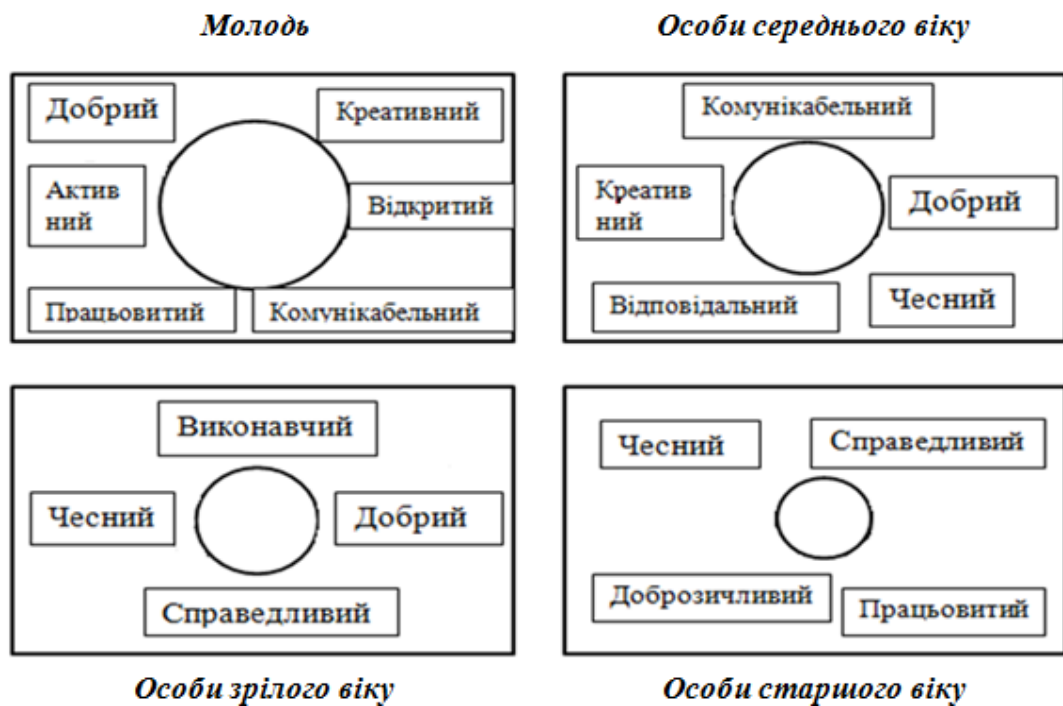 Молодь
Особи середнього віку
Добрий
Креативний
Актив
ний
Відкритий
Працьовитий
Комунікабельний
Комунікабельний
Креатив
ний
Добрий
Відповідальний
Чесний
Виконавчий
Чесний
Добрий
Справедливий
Чесний
Справедливий
Доброзичливий
Працьовитий
Особи зрілого віку
Особи старшого віку